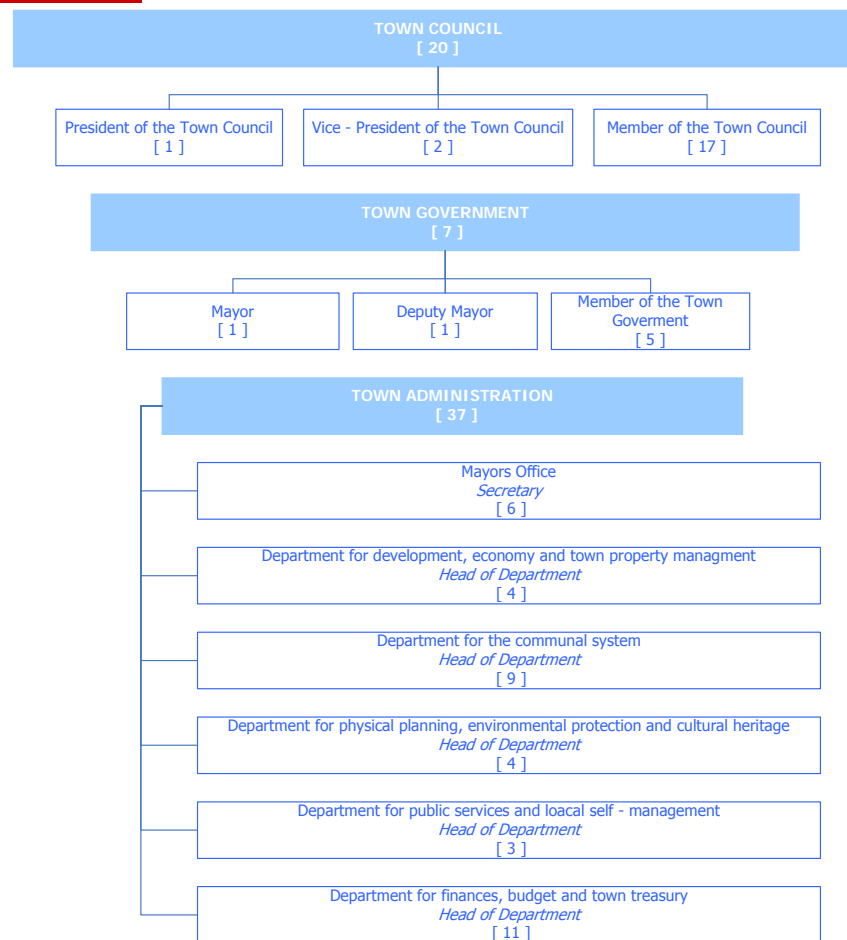 TOWN COUNCIL
[ 20 ]
President of the Town Council
[ 1 ]
Vice - President of the Town Council
[ 2 ]
Member of the Town Council
[ 17 ]
TOWN GOVERNMENT
[ 7 ]
Mayor
[ 1 ]
Deputy Mayor
[ 1 ]
Member of the Town
Goverment
[ 5 ]
TOWN ADMINISTRATION
[ 37 ]
Mayors Office
Secretary
[ 6 ]
Department for development, economy and town property managment
Head of Department
[ 4 ]
Department for the communal system
Head of Department
[ 9 ]
Department for physical planning, environmental protection and cultural heritage
Head of Department
[ 4 ]
Department for public services and loacal self - management
Head of Department
[ 3 ]
Department for finances, budget and town treasury
Head of Department
[ 11 ]